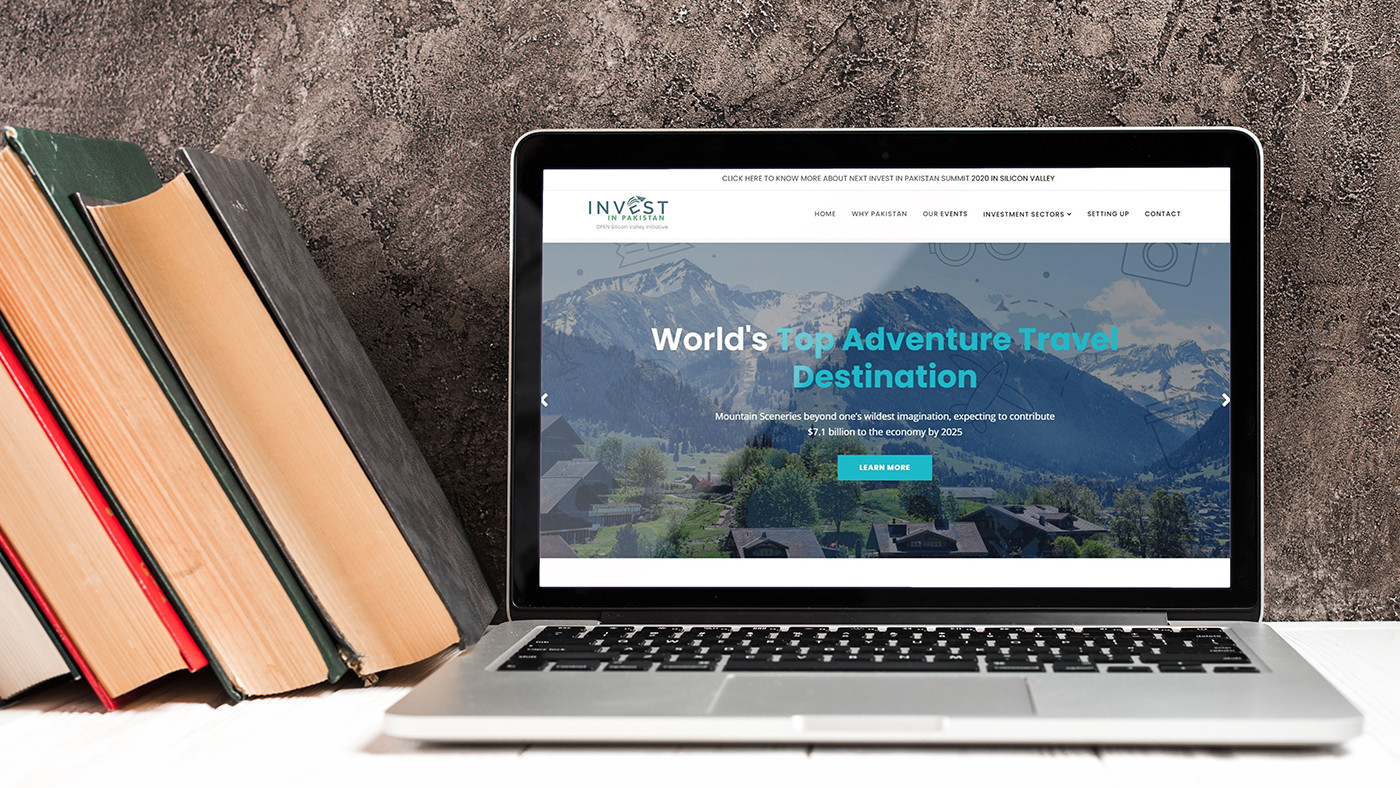 CLICK HERE TO KNOW MORE ABOUT NEXT INVEST IN PAKISTAN SUMMIT 2020 IN SILICON VALLEY
INVEST
IN PAKISTAN
OPEN Silicon Valley Initiative
HOME WHY PAKISTAN OUR EVENTS INVESTMENT SECTORS SETTING UP CONTACT
World's Top Adventure Travel
Destination
Mountain Sceneries beyond one's wildest imagination, expecting to contribute
$7.1 billion to the economy by 2025
LEARN MORE